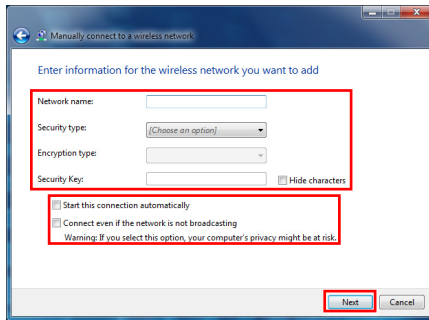 Manually connect to a wireless network
Enter information for the wireless network you want to add
Network name:
Security type: [Choose an option]
Encryption type:
Security Key: Hide characters
Start this connection automatically
Connect even if the network is not broadcasting
Warning: If you select this option, your computer's privacy might be at risk.
Next Cancel